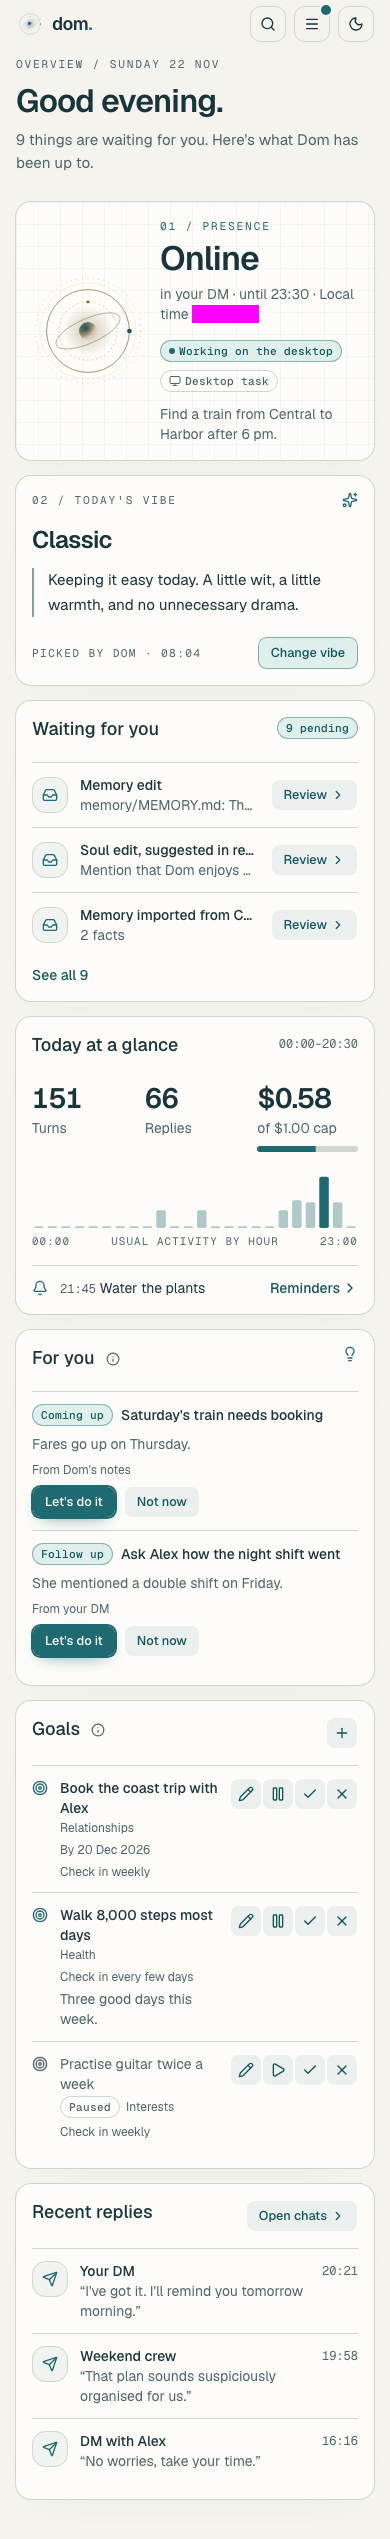 dom.
OVERVIEW / SUNDAY 22 NOV
Good evening.
9 things are waiting for you. Here's what Dom has
been up to.
01 / PRESENCE
Online
in your DM · until 23:30 · Local
time
Working on the desktop
Desktop task
Find a train from Central to
Harbor after 6 pm.
02 / TODAY'S VIBE
Classic
Keeping it easy today. A little wit, a little
warmth, and no unnecessary drama.
PICKED BY DOM · 08:04
Change vibe
Waiting for you
9 pending
Memory edit
memory/MEMORY.md: Th...
Review
Soul edit, suggested in re...
Mention that Dom enjoys ...
Review
Memory imported from C...
2 facts
Review
See all 9
Today at a glance
00:00–20:30
151 66 $0.58
Turns Replies of $1.00 cap
00:00 USUAL ACTIVITY BY HOUR 23:00
21:45 Water the plants
Reminders
For you
Coming up Saturday's train needs booking
Fares go up on Thursday.
From Dom's notes
Let's do it Not now
Follow up Ask Alex how the night shift went
She mentioned a double shift on Friday.
From your DM
Let's do it Not now
Goals
Book the coast trip with
Alex
Relationships
By 20 Dec 2026
Check in weekly
Walk 8,000 steps most
days
Health
Check in every few days
Three good days this
week.
Practise guitar twice a
week
Paused Interests
Check in weekly
Recent replies
Open chats
Your DM 20:21
“I've got it. I'll remind you tomorrow
morning.”
Weekend crew 19:58
“That plan sounds suspiciously
organised for us.”
DM with Alex 16:16
“No worries, take your time.”